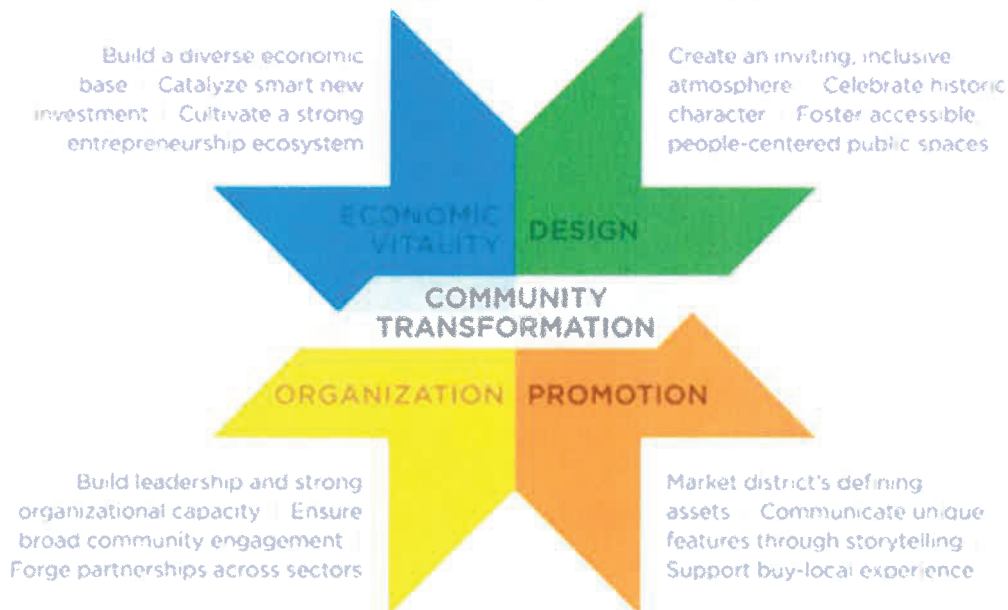 Build a diverse economic
base | Catalyze smart new
investment | Cultivate a strong
entrepreneurship ecosystem
Create an inviting, inclusive
atmosphere | Celebrate historic
character | Foster accessible,
people-centered public spaces
ECONOMIC
VITALITY
DESIGN
COMMUNITY
TRANSFORMATION
ORGANIZATION
PROMOTION
Build leadership and strong
organizational capacity | Ensure
broad community engagement |
Forge partnerships across sectors
Market district's defining
assets | Communicate unique
features through storytelling |
Support buy-local experience